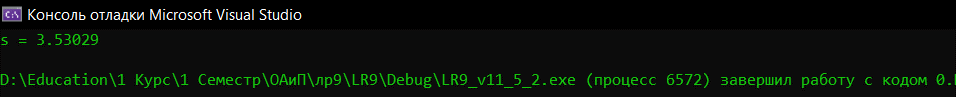 Консоль отладки Microsoft Visual Studio
s = 3.53029
D:\Education\1 Курс\1 Семестр\ОАиП\лр9\LR9\Debug\LR9_v11_5_2.exe (процесс 6572) завершил работу с кодом 0.